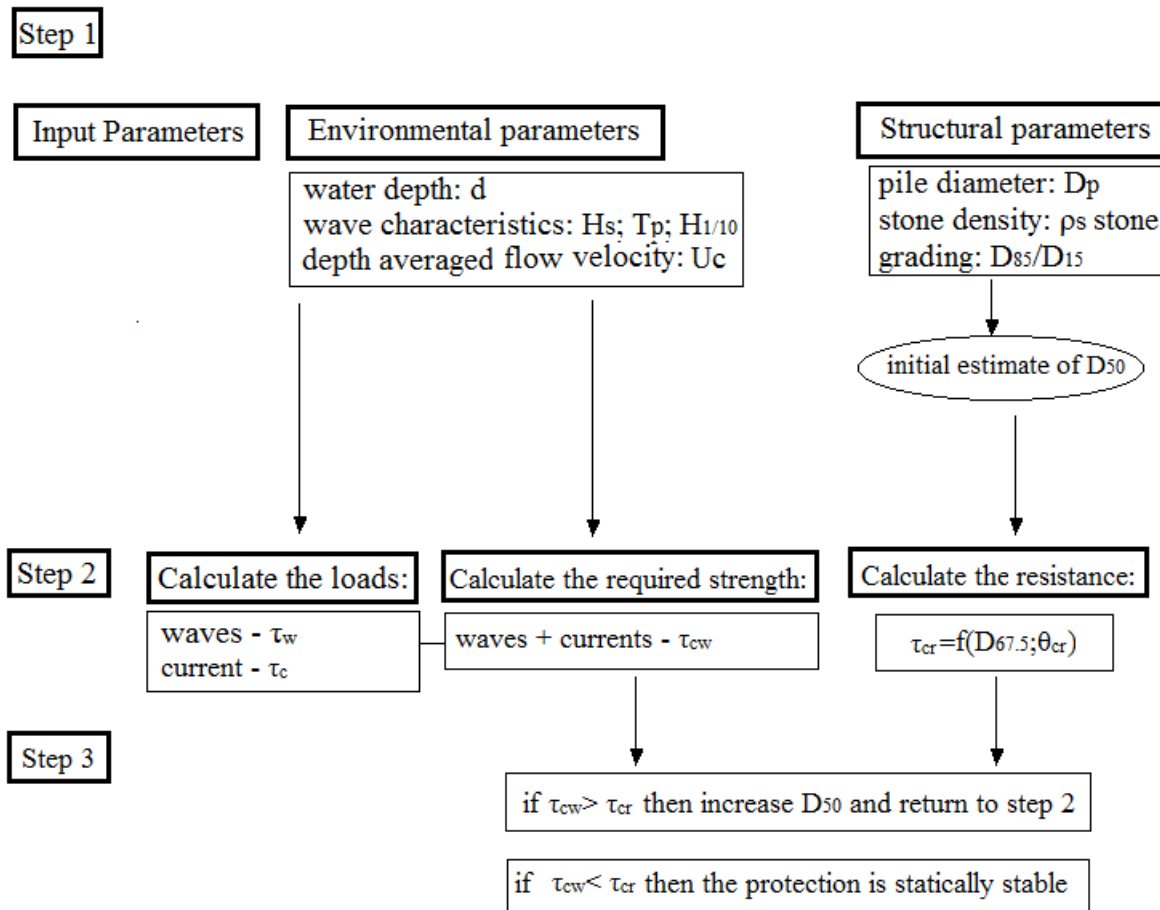 Step 1
Input Parameters
Environmental parameters
Structural parameters
water depth: d
wave characteristics: Hs; Tp; H1/10
depth averaged flow velocity: Uc
pile diameter: Dp
stone density: ρs stone
grading: D85/D15
initial estimate of D50
Step 2
Calculate the loads:
Calculate the required strength:
Calculate the resistance:
waves - τw
current - τc
waves + currents - τcw
τcr=f(D67.5;θcr)
Step 3
if τcw> τcr then increase D50 and return to step 2
if τcw< τcr then the protection is statically stable